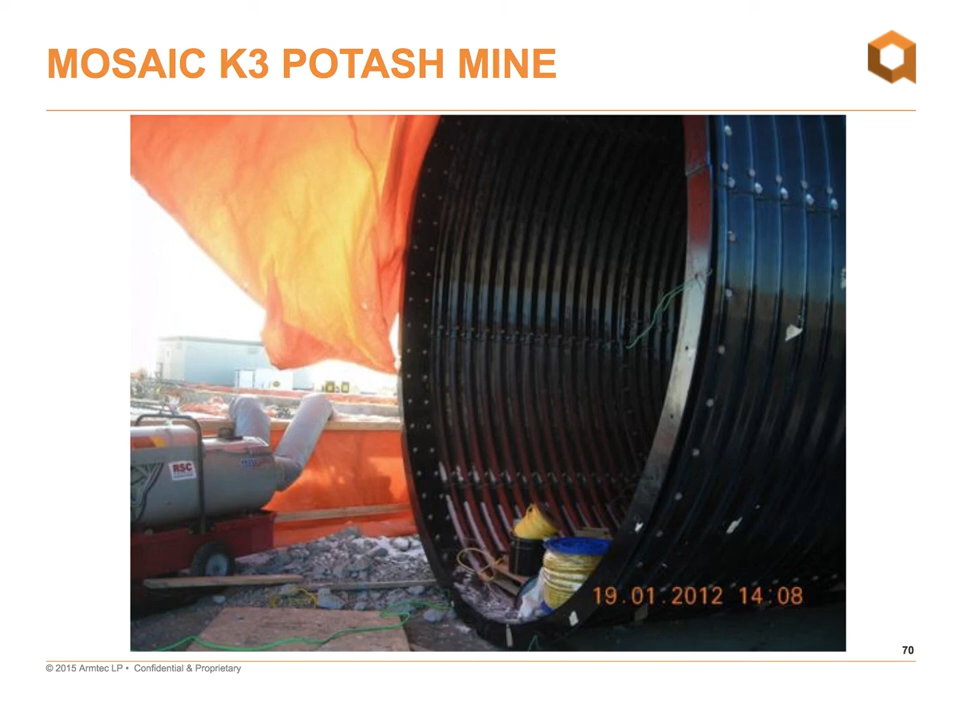 MOSAIC K3 POTASH MINE
RSC
19.01.2012 14:08
70
© 2015 Armtec LP • Confidential & Proprietary